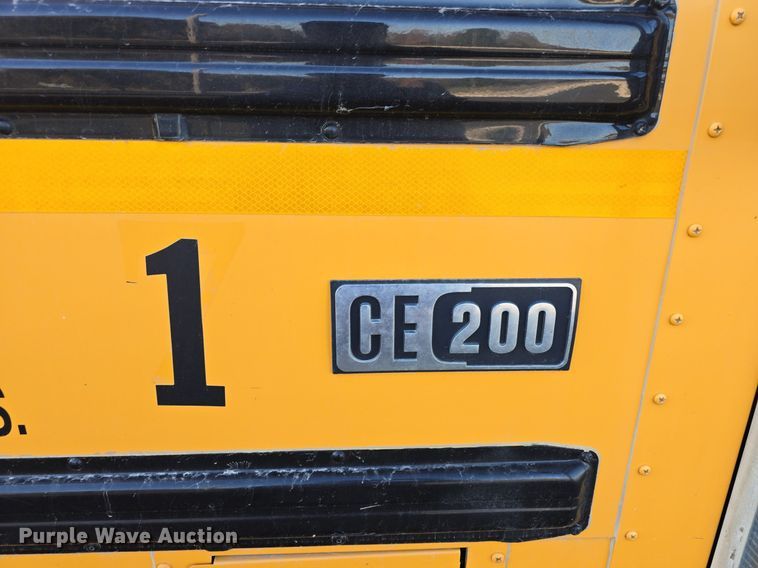 1
CE 200
S.
Purple Wave Auction